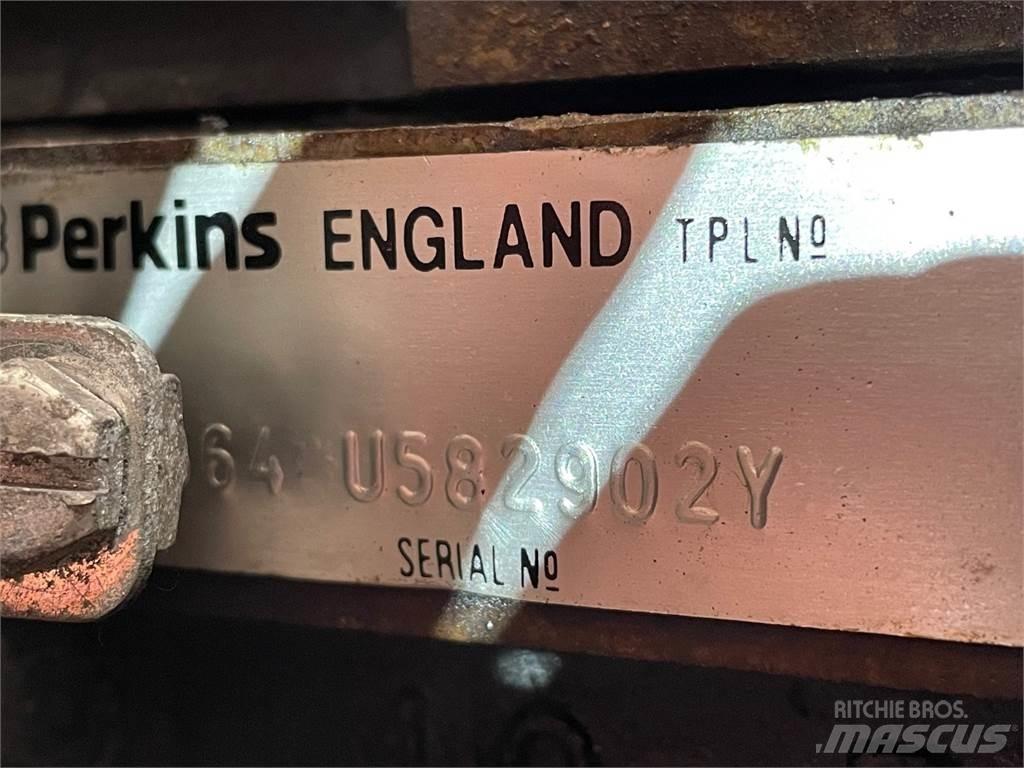 Perkins ENGLAND TPL Nº
64 U582902Y
SERIAL Nº
RITCHIE BROS.
MASCUS